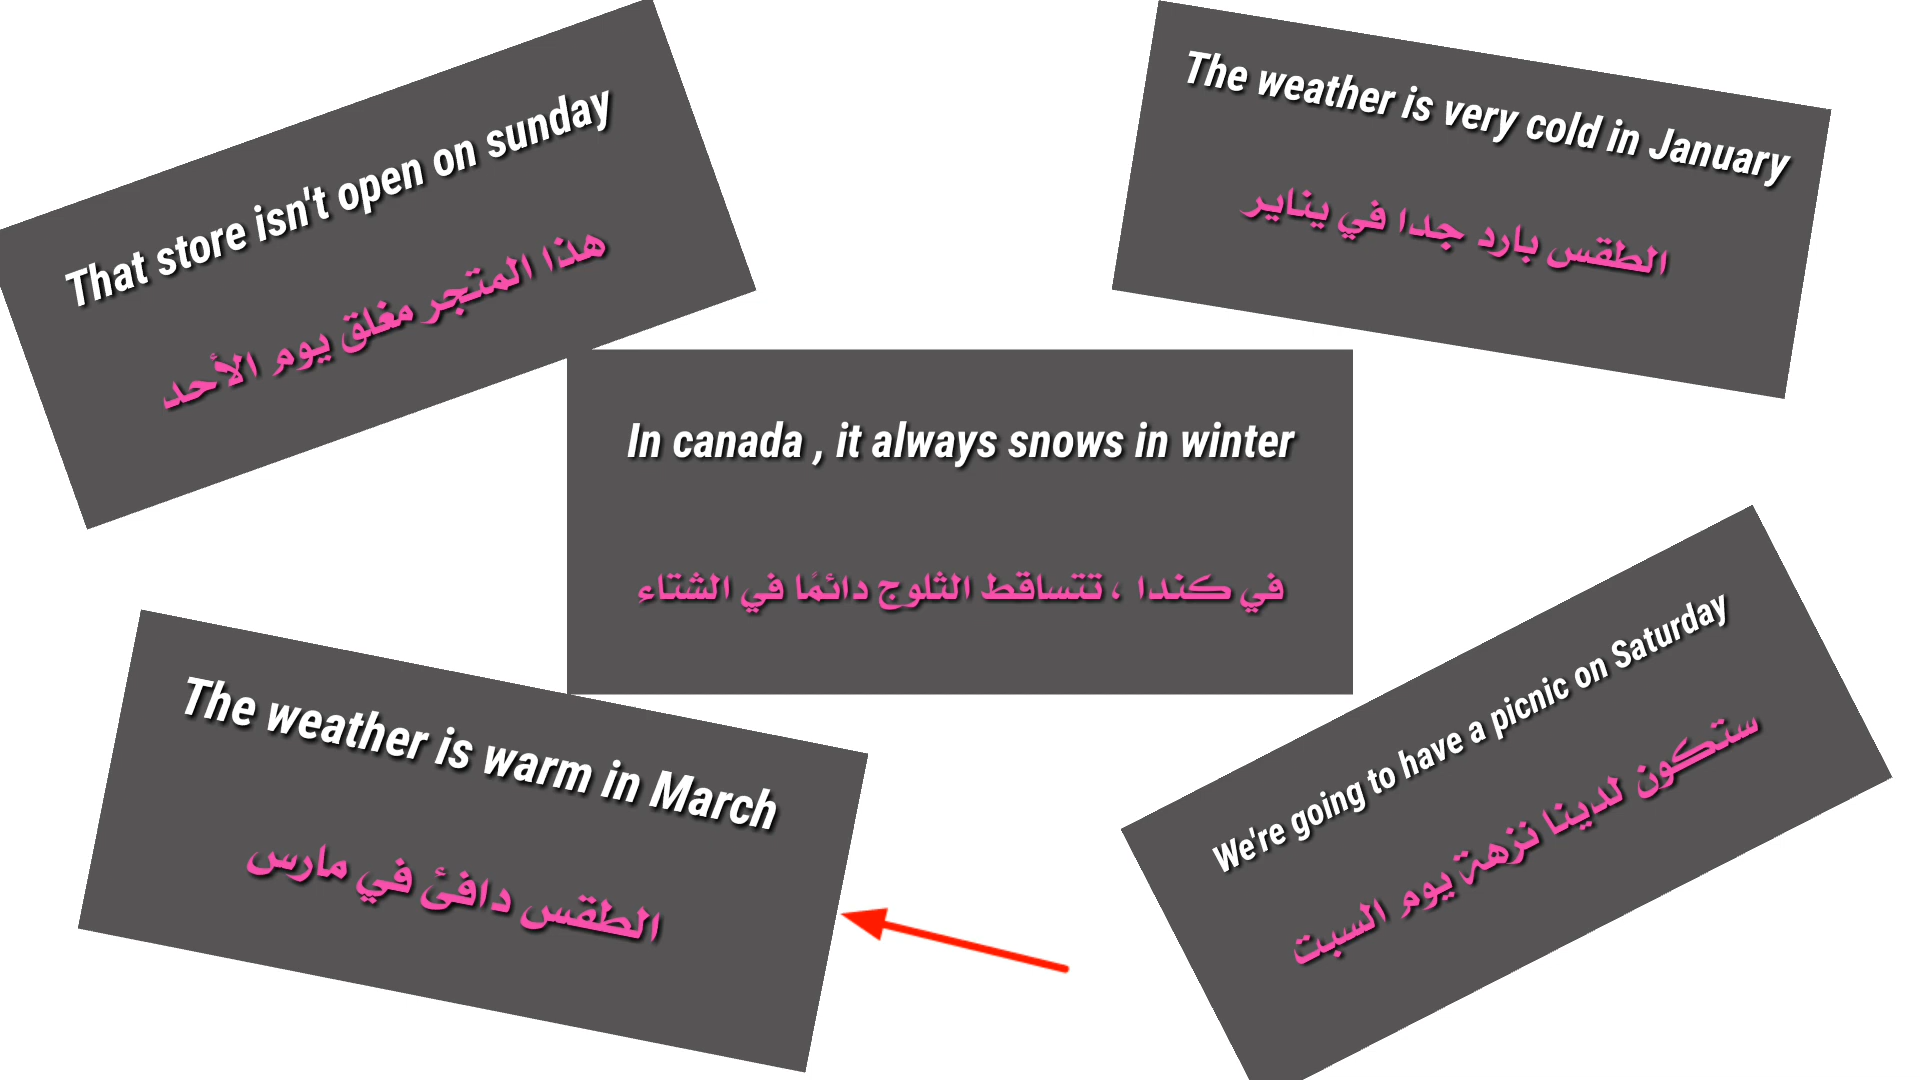 That store isn't open on sunday
هذا المتجر مغلق يوم الأحد
The weather is very cold in January
الطقس بارد جدا في يناير
In canada , it always snows in winter
في كندا ، تتساقط الثلوج دائمًا في الشتاء
The weather is warm in March
الطقس دافئ في مارس
We're going to have a picnic on Saturday
ستكون لدينا نزهة يوم السبت